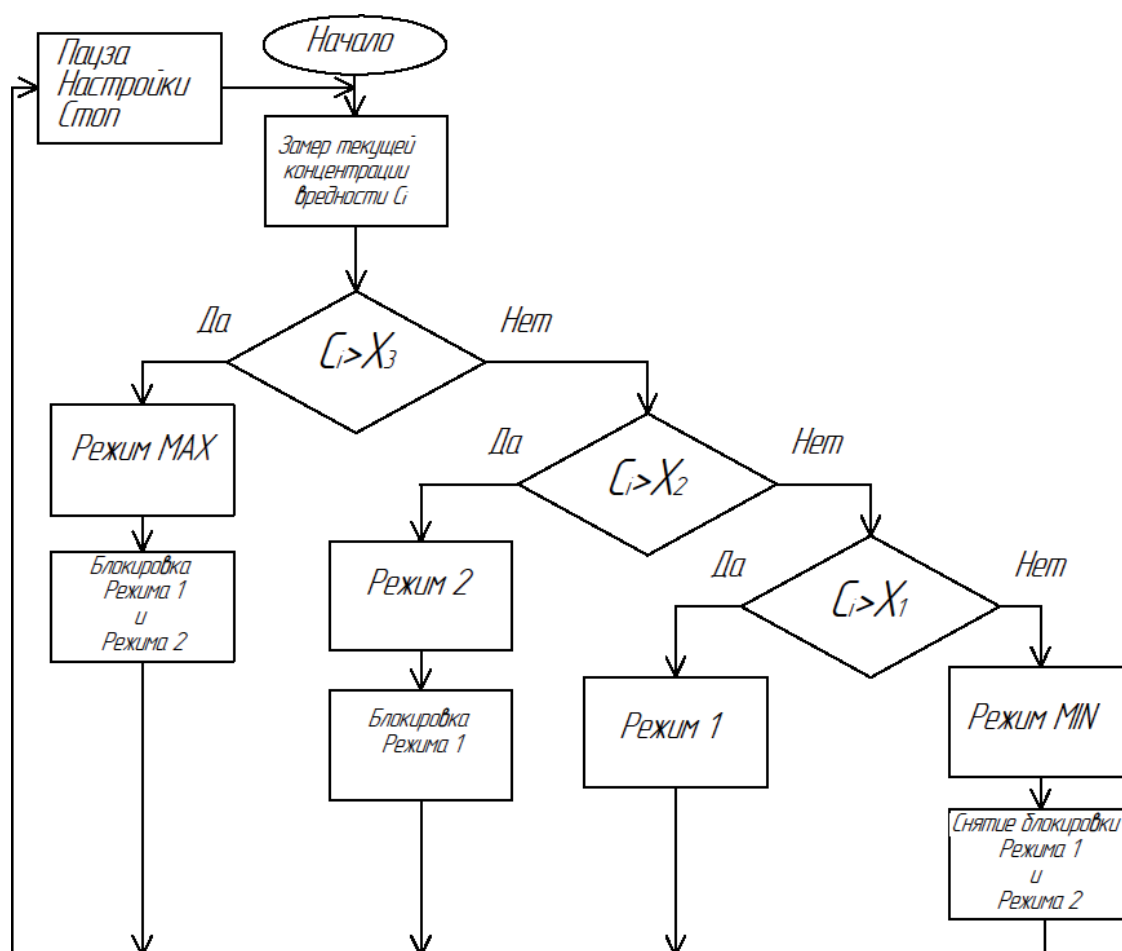 Начало
Пауза
Настройки
Стоп
Замер текущей
концентрации
вредности Ci
Да
Нет
Ci>X3
Режим MAX
Да
Нет
Ci>X2
Блокировка
Режима 1
и
Режима 2
Режим 2
Да
Нет
Ci>X1
Блокировка
Режима 1
Режим 1
Режим MIN
Снятие блокировки
Режима 1
и
Режима 2